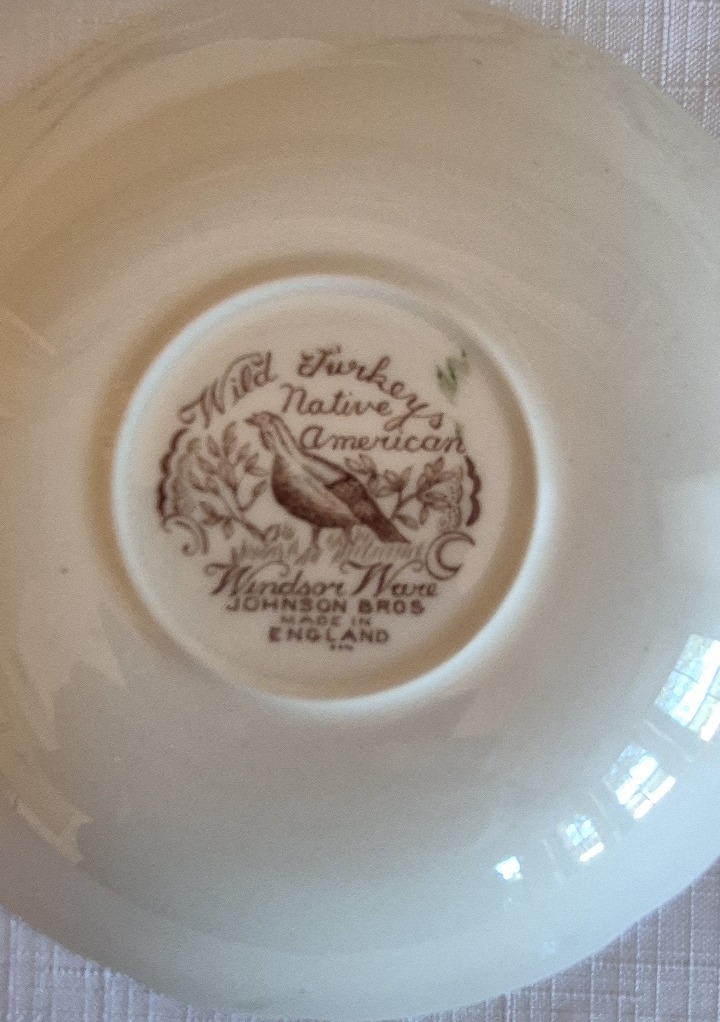 Wild Turkeys
Native
American
Windsor Ware
JOHNSON BROS
MADE IN
ENGLAND